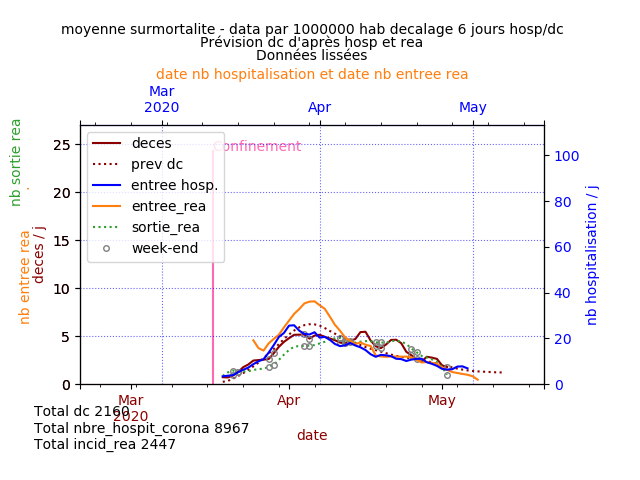 moyenne surmortalite - data par 1000000 hab decalage 6 jours hosp/dc
Prévision dc d'après hosp et rea
Données lissées
date nb hospitalisation et date nb entree rea
Mar Apr May
2020
nb sortie rea
nb entree rea .
deces / j
25
20
15
10
5
0
deces
prev dc
entree hosp.
entree_rea
sortie_rea
week-end
Confinement
100
80
60
40
20
0
nb hospitalisation / j
Mar Apr May
2020
date
Total dc 2160
Total nbre_hospit_corona 8967
Total incid_rea 2447